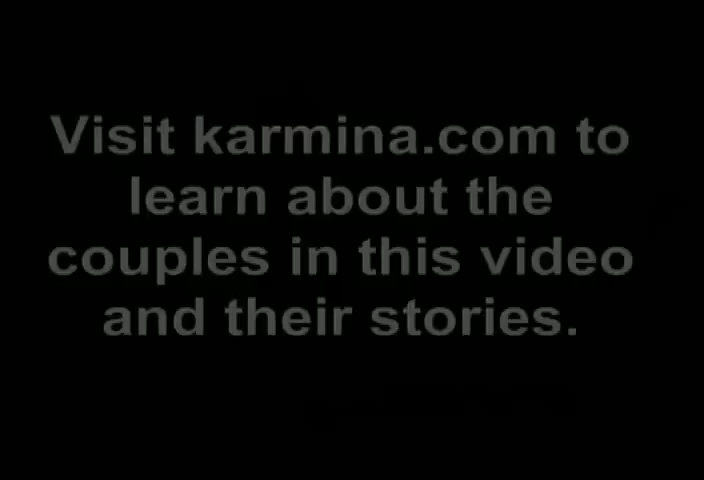 Visit karmina.com to
learn about the
couples in this video
and their stories.